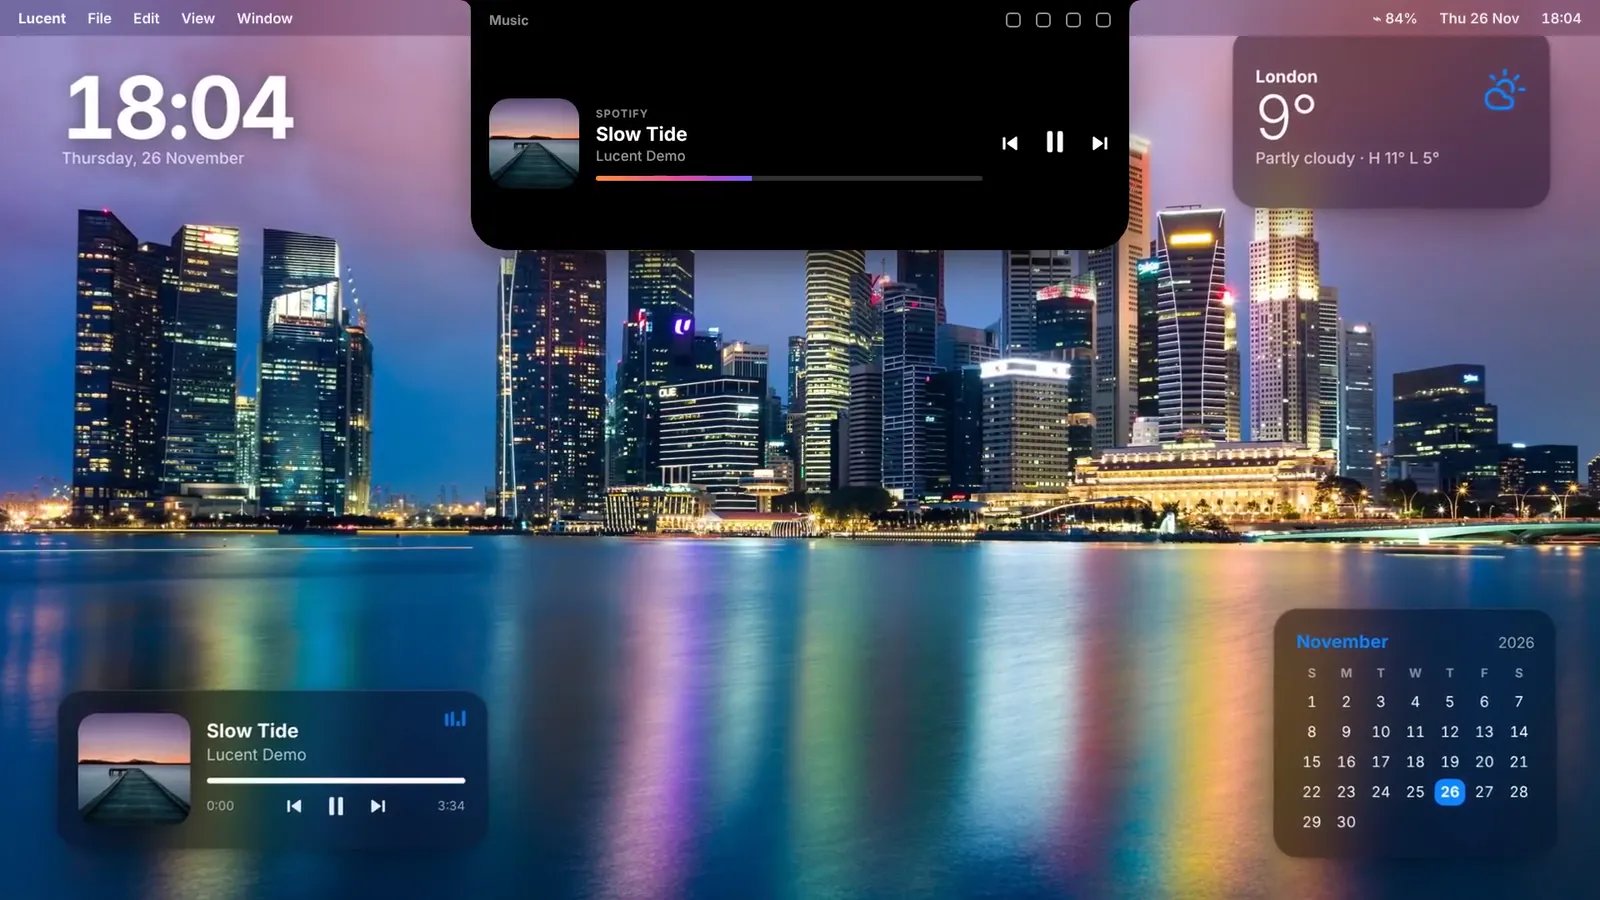 Lucent File Edit View Window
Music
84% Thu 26 Nov 18:04
18:04
Thursday, 26 November
SPOTIFY
Slow Tide
Lucent Demo
London
9°
Partly cloudy · H 11° L 5°
OUE
Slow Tide
Lucent Demo
0:00 3:34
November 2026
S M T W T F S
1 2 3 4 5 6 7
8 9 10 11 12 13 14
15 16 17 18 19 20 21
22 23 24 25 26 27 28
29 30